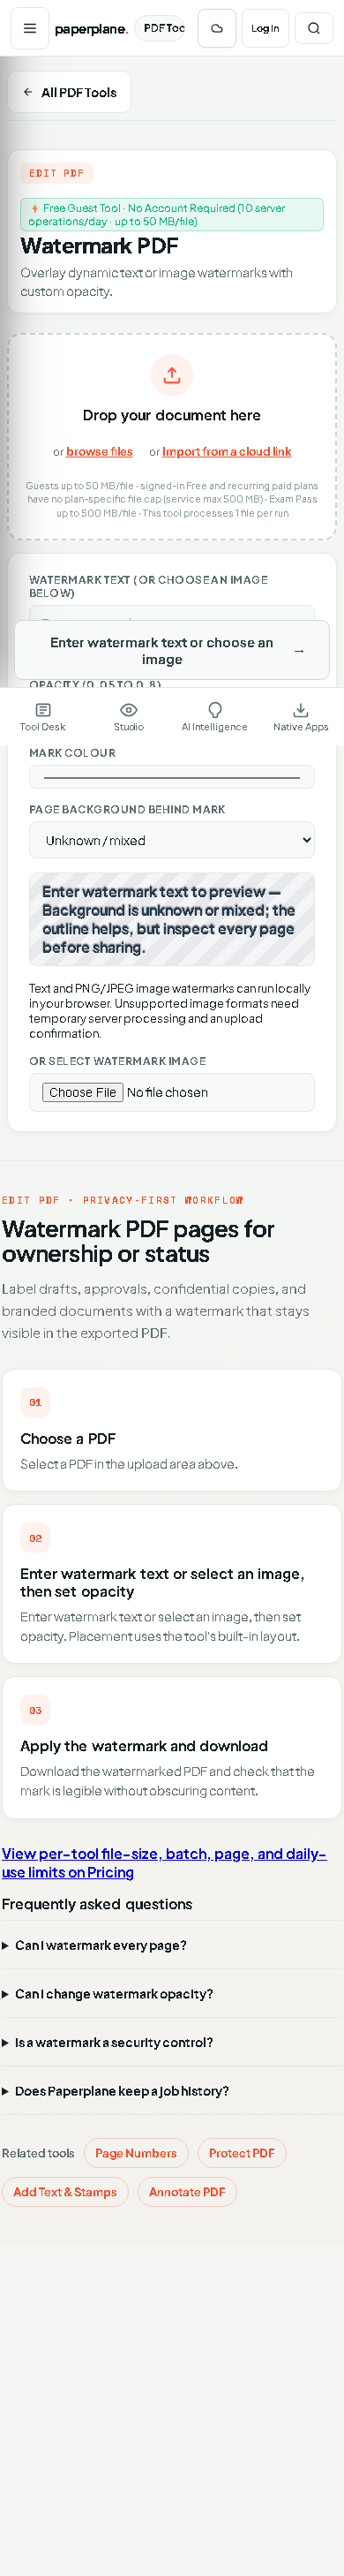 paperplane.
PDF Too
Log In
All PDF Tools
EDIT PDF
Free Guest Tool · No Account Required (10 server
operations/day · up to 50 MB/file)
Watermark PDF
Overlay dynamic text or image watermarks with
custom opacity.
Drop your document here
or browse files or Import from a cloud link
Guests up to 50 MB/file · signed-in Free and recurring paid plans
have no plan-specific file cap (service max 500 MB) · Exam Pass
up to 500 MB/file · This tool processes 1 file per run
WATERMARK TEXT (OR CHOOSE AN IMAGE
BELOW)
Enter watermark text or choose an
image →
OPACITY (0.05 TO 0.8)
Tool Desk
Studio
AI Intelligence
Native Apps
MARK COLOUR
PAGE BACKGROUND BEHIND MARK
Unknown / mixed
Enter watermark text to preview —
Background is unknown or mixed; the
outline helps, but inspect every page
before sharing.
Text and PNG/JPEG image watermarks can run locally
in your browser. Unsupported image formats need
temporary server processing and an upload
confirmation.
OR SELECT WATERMARK IMAGE
Choose File No file chosen
EDIT PDF · PRIVACY-FIRST WORKFLOW
Watermark PDF pages for
ownership or status
Label drafts, approvals, confidential copies, and
branded documents with a watermark that stays
visible in the exported PDF.
01
Choose a PDF
Select a PDF in the upload area above.
02
Enter watermark text or select an image,
then set opacity
Enter watermark text or select an image, then set
opacity. Placement uses the tool's built-in layout.
03
Apply the watermark and download
Download the watermarked PDF and check that the
mark is legible without obscuring content.
View per-tool file-size, batch, page, and daily-
use limits on Pricing
Frequently asked questions
Can I watermark every page?
Can I change watermark opacity?
Is a watermark a security control?
Does Paperplane keep a job history?
Related tools
Page Numbers
Protect PDF
Add Text & Stamps
Annotate PDF